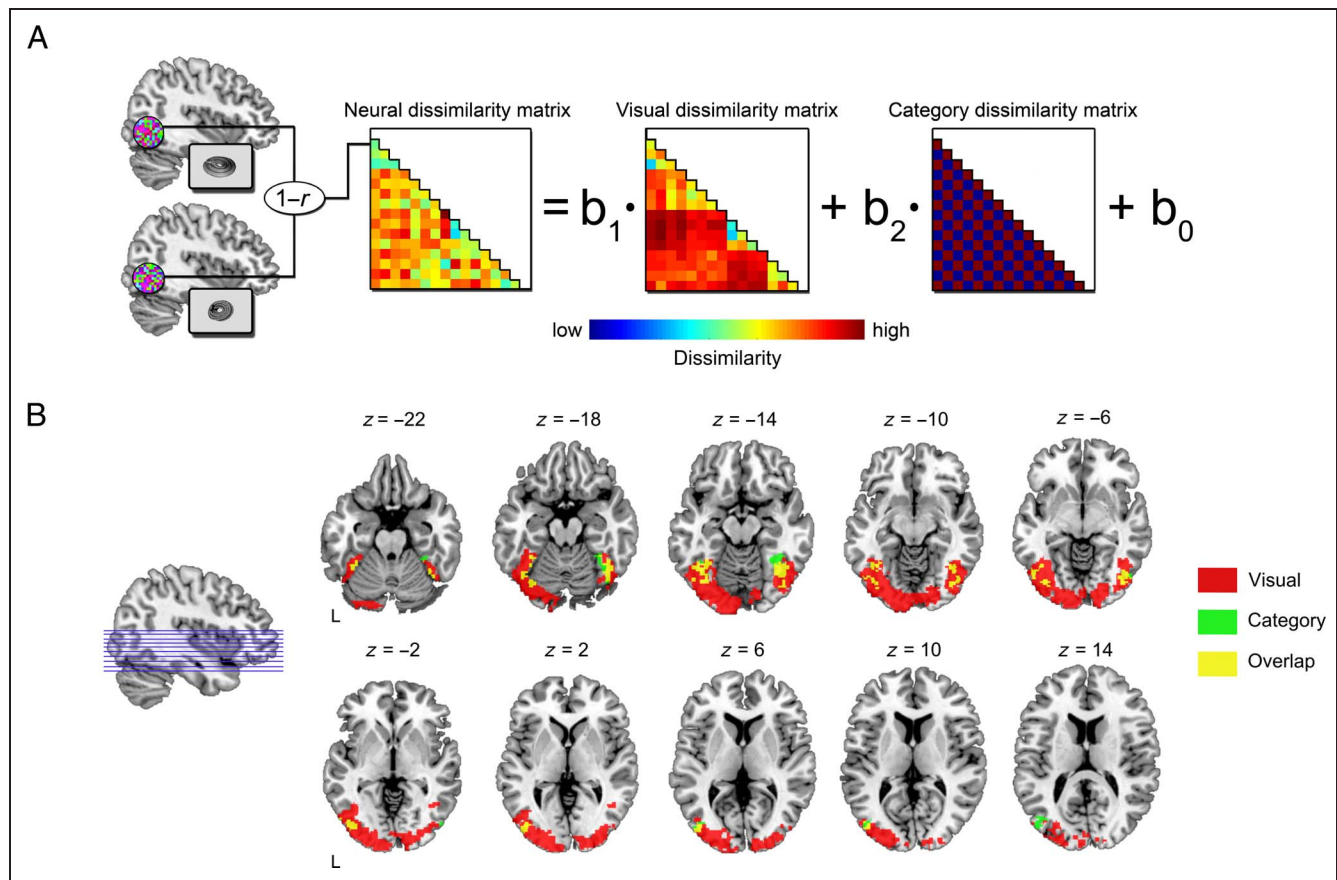 A
Neural dissimilarity matrix
Visual dissimilarity matrix
Category dissimilarity matrix
1–r
= b1· + b2· + b0
low
high
Dissimilarity
B
z = –22
z = –18
z = –14
z = –10
z = –6
L
Visual
Category
Overlap
z = –2
z = 2
z = 6
z = 10
z = 14
L